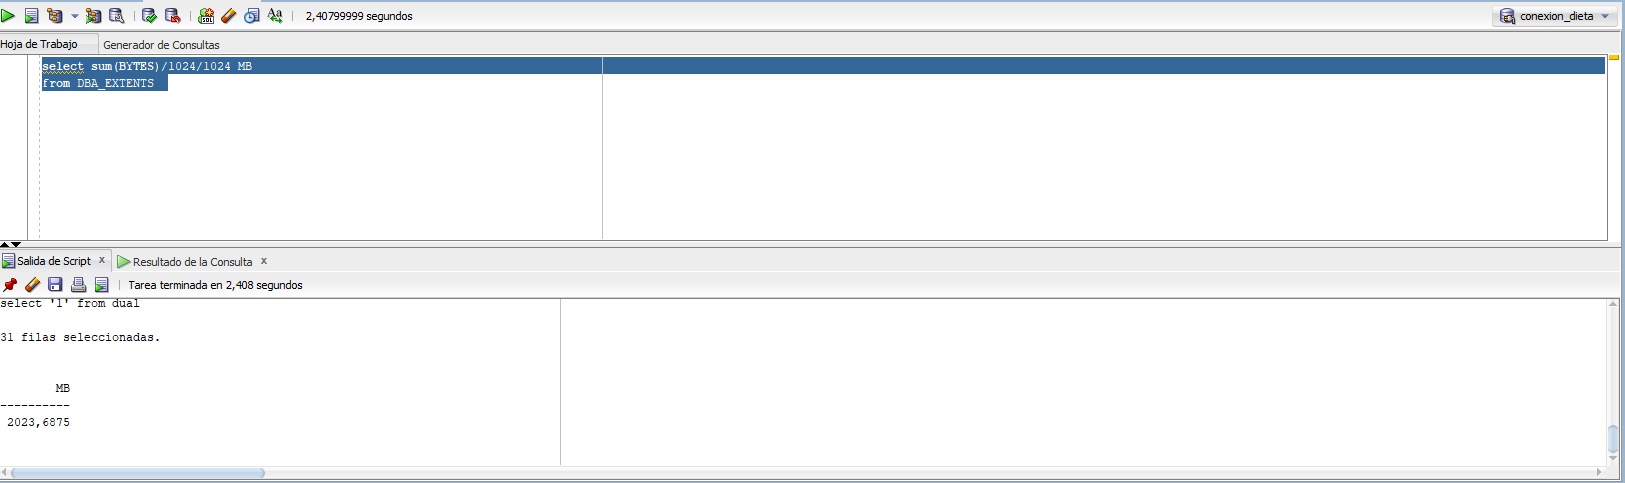 2,40799999 segundos
conexion_dieta
Hoja de Trabajo
Generador de Consultas
select sum(BYTES)/1024/1024 MB
from DBA_EXTENTS
Salida de Script x
Resultado de la Consulta x
Tarea terminada en 2,408 segundos
select '1' from dual
31 filas seleccionadas.
MB
----------
2023,6875